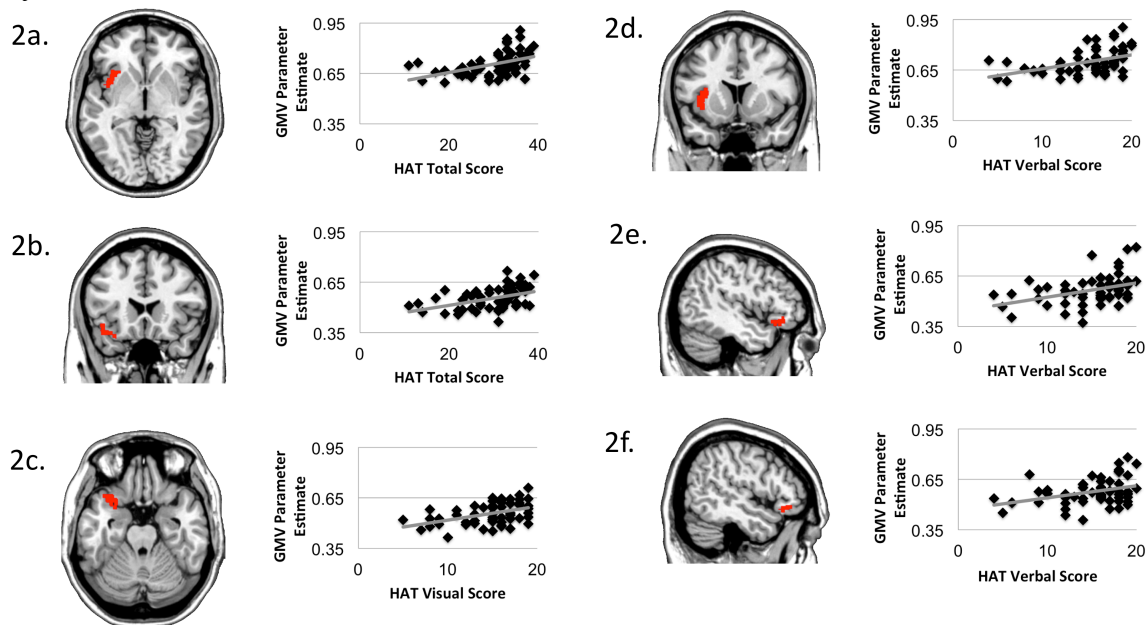 2a.
GMV Parameter
Estimate
0.95
0.65
0.35
0 20 40
HAT Total Score
2b.
GMV Parameter
Estimate
0.95
0.65
0.35
0 20 40
HAT Total Score
2c.
GMV Parameter
Estimate
0.95
0.65
0.35
0 10 20
HAT Visual Score
2d.
GMV Parameter
Estimate
0.95
0.65
0.35
0 10 20
HAT Verbal Score
2e.
GMV Parameter
Estimate
0.95
0.65
0.35
0 10 20
HAT Verbal Score
2f.
GMV Parameter
Estimate
0.95
0.65
0.35
0 10 20
HAT Verbal Score